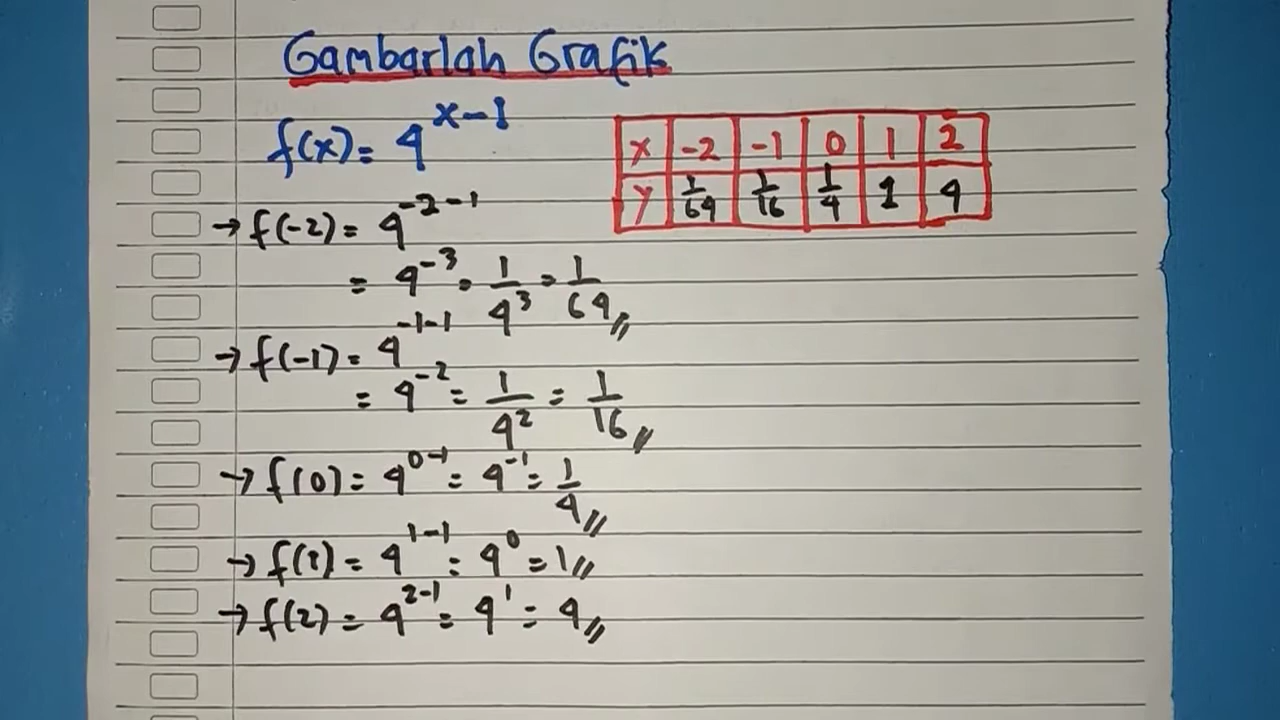 Gambarlah Grafik
f(x) = 4^{x-1}
x | -2 | -1 | 0 | 1 | 2
y | 1/64 | 1/16 | 1/4 | 1 | 4
→ f(-2) = 4^{-2-1}
= 4^{-3} = 1/4^3 = 1/64 //
→ f(-1) = 4^{-1-1}
= 4^{-2} = 1/4^2 = 1/16 //
→ f(0) = 4^{0-1} = 4^{-1} = 1/4 //
→ f(1) = 4^{1-1} = 4^0 = 1 //
→ f(2) = 4^{2-1} = 4^1 = 4 //